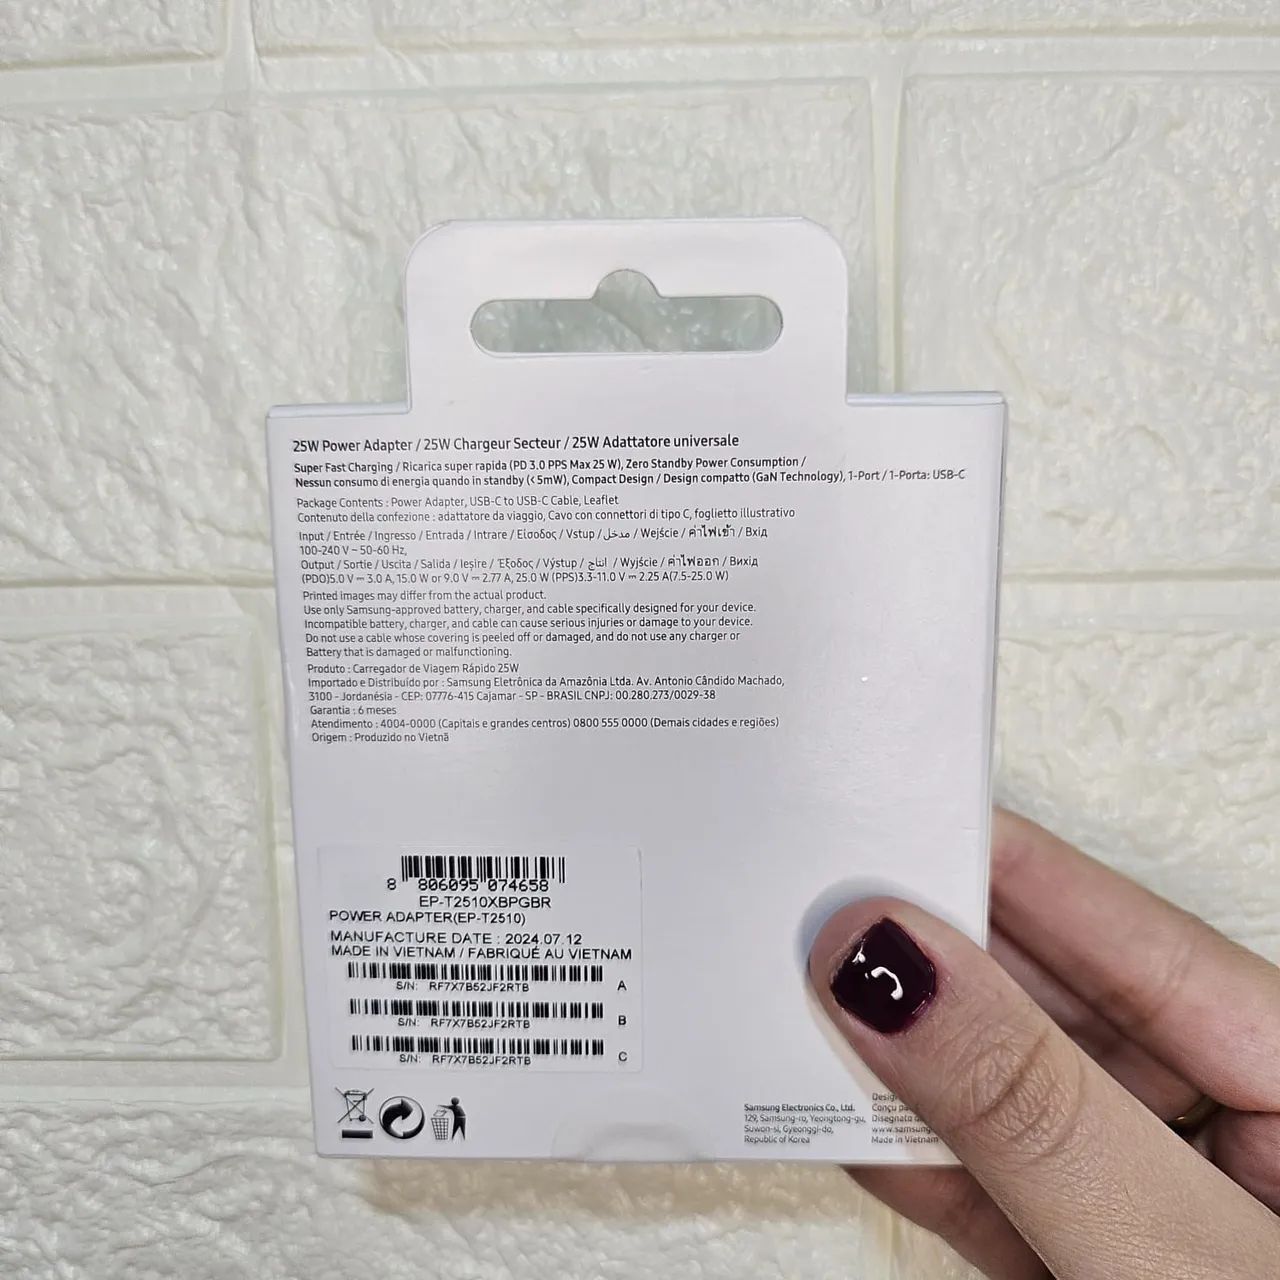 25W Power Adapter / 25W Chargeur Secteur / 25W Adattatore universale
Super Fast Charging / Ricarica super rapida (PD 3.0 PPS Max 25 W), Zero Standby Power Consumption /
Nessun consumo di energia quando in standby (<5mW), Compact Design / Design compatto (GaN Technology), 1-Port / 1-Porta: USB-C
Package Contents : Power Adapter, USB-C to USB-C Cable, Leaflet
Contenuto della confezione : adattatore da viaggio, Cavo con connettori di tipo C, foglietto illustrativo
Input / Entrée / Ingresso / Entrada / Intrare / Είσοδος / Vstup / مدخل / Wejście / ค่าไฟเข้า / Вхід
100-240 V ~ 50-60 Hz,
Output / Sortie / Uscita / Salida / Ieșire / Έξοδος / Výstup / انتاج / Wyjście / ค่าไฟออก / Вихід
(PDO)5.0 V ⎓ 3.0 A, 15.0 W or 9.0 V ⎓ 2.77 A, 25.0 W (PPS)3.3-11.0 V ⎓ 2.25 A(7.5-25.0 W)
Printed images may differ from the actual product.
Use only Samsung-approved battery, charger, and cable specifically designed for your device.
Incompatible battery, charger, and cable can cause serious injuries or damage to your device.
Do not use a cable whose covering is peeled off or damaged, and do not use any charger or
Battery that is damaged or malfunctioning.
Produto : Carregador de Viagem Rápido 25W
Importado e Distribuído por : Samsung Eletrônica da Amazônia Ltda. Av. Antonio Cândido Machado,
3100 - Jordanésia - CEP: 07776-415 Cajamar - SP - BRASIL CNPJ: 00.280.273/0029-38
Garantia : 6 meses
Atendimento : 4004-0000 (Capitais e grandes centros) 0800 555 0000 (Demais cidades e regiões)
Origem : Produzido no Vietnã
8 806095 074658
EP-T2510XBPGBR
POWER ADAPTER(EP-T2510)
MANUFACTURE DATE : 2024.07.12
MADE IN VIETNAM / FABRIQUÉ AU VIETNAM
S/N: RF7X7B52JF2RTB A
S/N: RF7X7B52JF2RTB B
S/N: RF7X7B52JF2RTB C
Samsung Electronics Co., Ltd.
129, Samsung-ro, Yeongtong-gu,
Suwon-si, Gyeonggi-do,
Republic of Korea
Conçu
Disegnato
www.samsung
Made in Vietnam